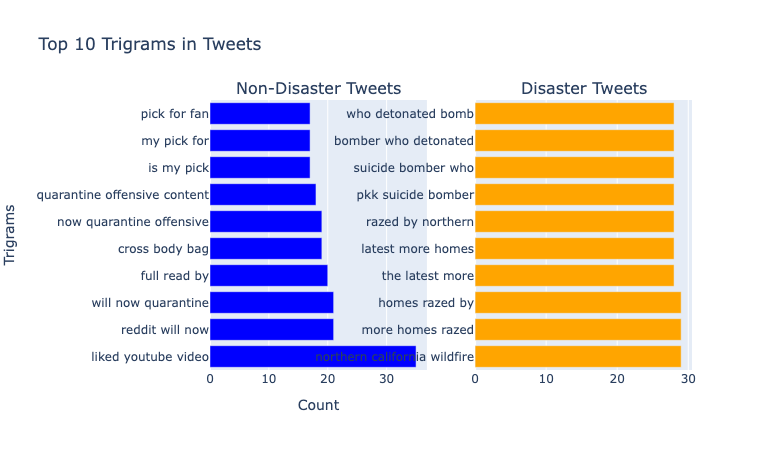 Top 10 Trigrams in Tweets
Non-Disaster Tweets
Disaster Tweets
Trigrams
pick for fan
my pick for
is my pick
quarantine offensive content
now quarantine offensive
cross body bag
full read by
will now quarantine
reddit will now
liked youtube video
0 10 20 30
Count
who detonated bomb
bomber who detonated
suicide bomber who
pkk suicide bomber
razed by northern
latest more homes
the latest more
homes razed by
more homes razed
northern california wildfire
0 10 20 30